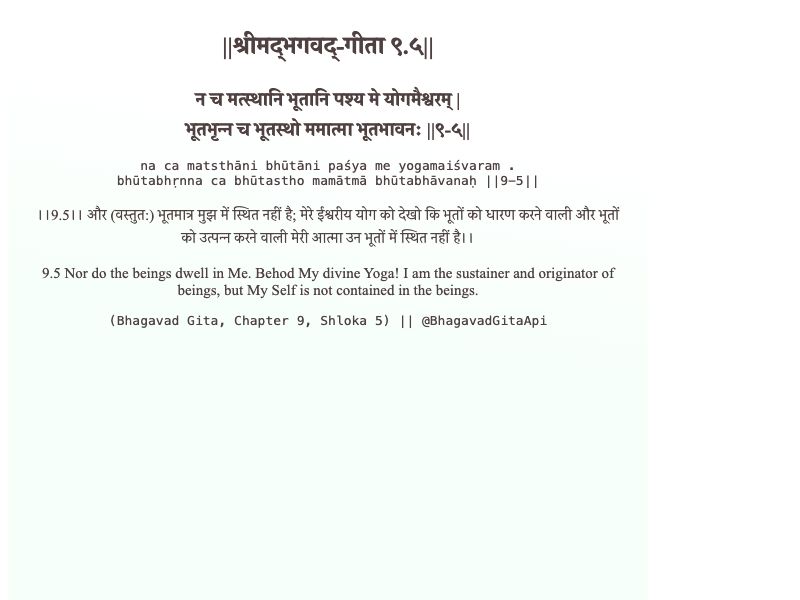 ||श्रीमद्‍भगवद्‍-गीता ९.५||
न च मत्स्थानि भूतानि पश्य मे योगमैश्वरम् |
भूतभृन्न च भूतस्थो ममात्मा भूतभावनः ||९-५||
na ca matsthāni bhūtāni paśya me yogamaiśvaram .
bhūtabhṛnna ca bhūtastho mamātmā bhūtabhāvanaḥ ||9-5||
।।9.5।। और (वस्तुत:) भूतमात्र मुझ में स्थित नहीं है; मेरे ईश्वरीय योग को देखो कि भूतों को धारण करने वाली और भूतों
को उत्पन्न करने वाली मेरी आत्मा उन भूतों में स्थित नहीं है।।
9.5 Nor do the beings dwell in Me. Behod My divine Yoga! I am the sustainer and originator of
beings, but My Self is not contained in the beings.
(Bhagavad Gita, Chapter 9, Shloka 5) || @BhagavadGitaApi